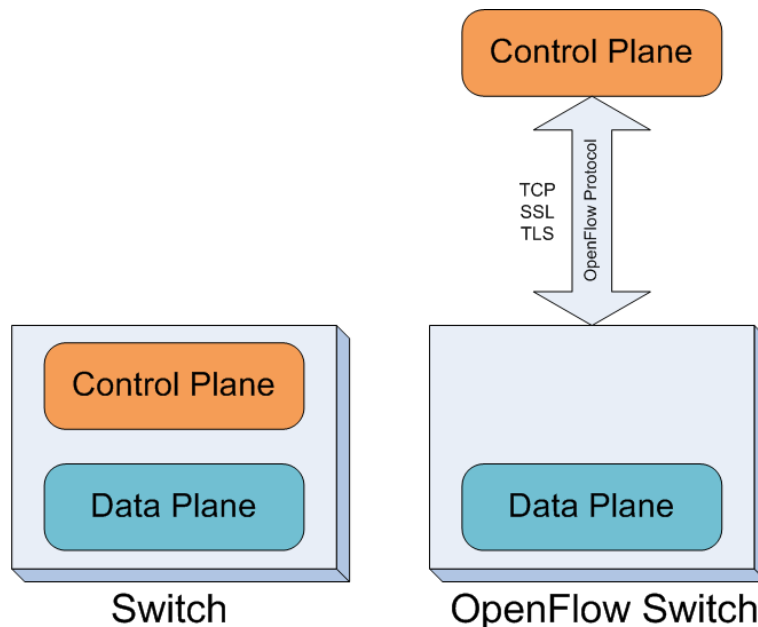 Control Plane
TCP
SSL
TLS
OpenFlow Protocol
Control Plane
Data Plane
Data Plane
Switch
OpenFlow Switch